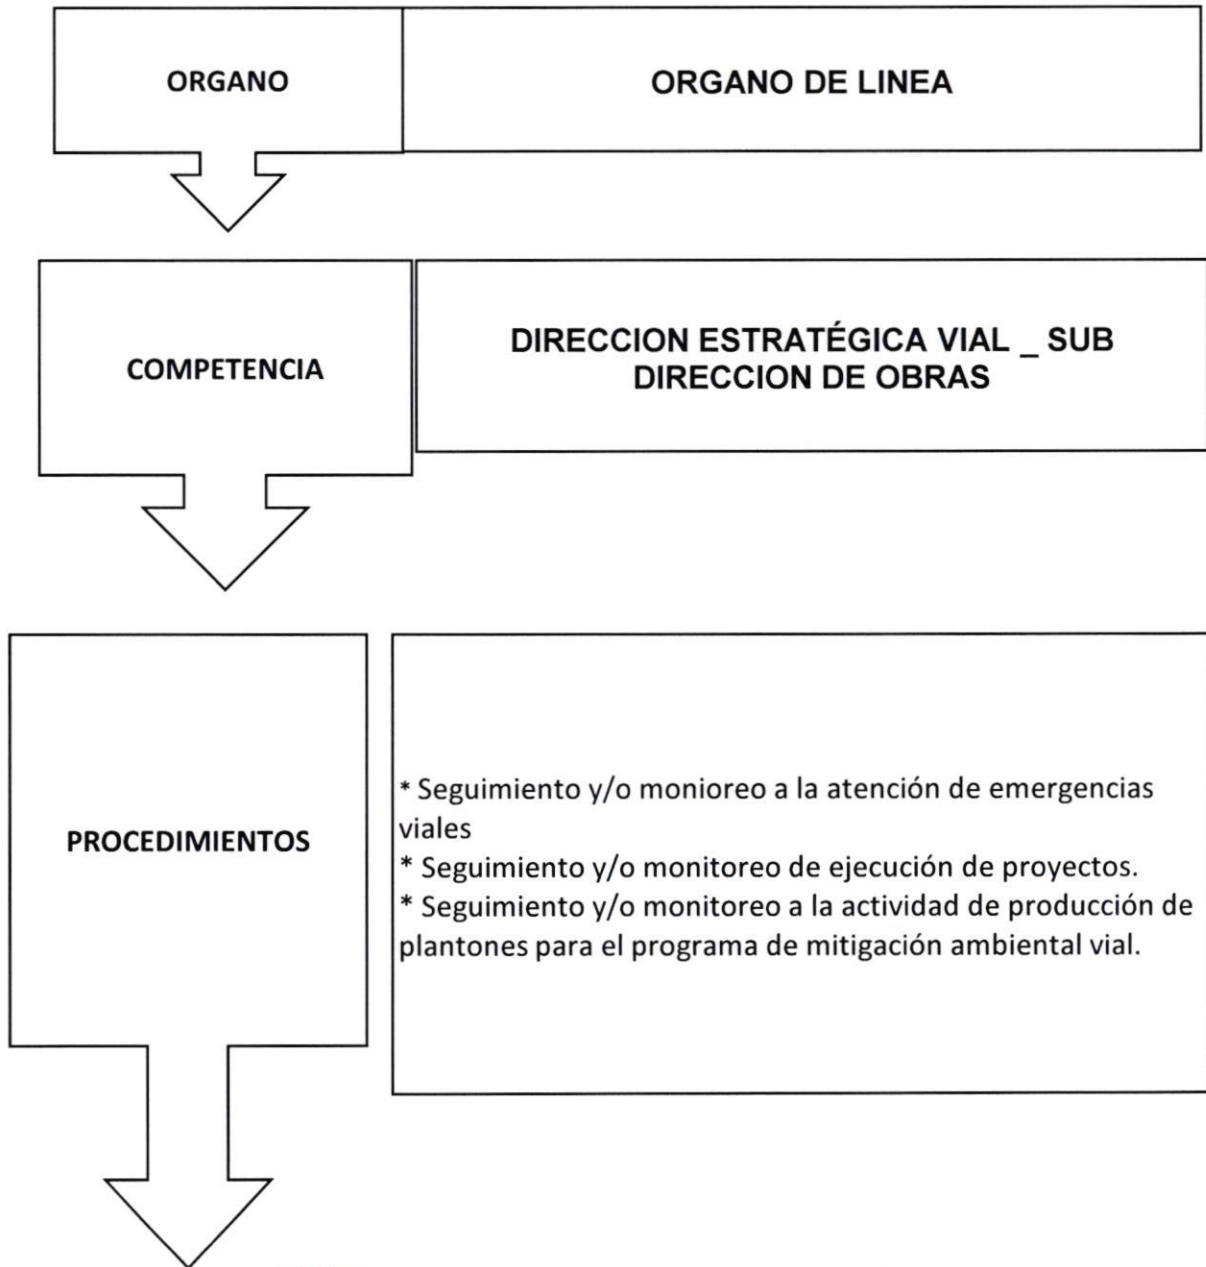 ORGANO
ORGANO DE LINEA
COMPETENCIA
DIRECCION ESTRATÉGICA VIAL _ SUB
DIRECCION DE OBRAS
PROCEDIMIENTOS
* Seguimiento y/o monioreo a la atención de emergencias
viales
* Seguimiento y/o monitoreo de ejecución de proyectos.
* Seguimiento y/o monitoreo a la actividad de producción de
plantones para el programa de mitigación ambiental vial.